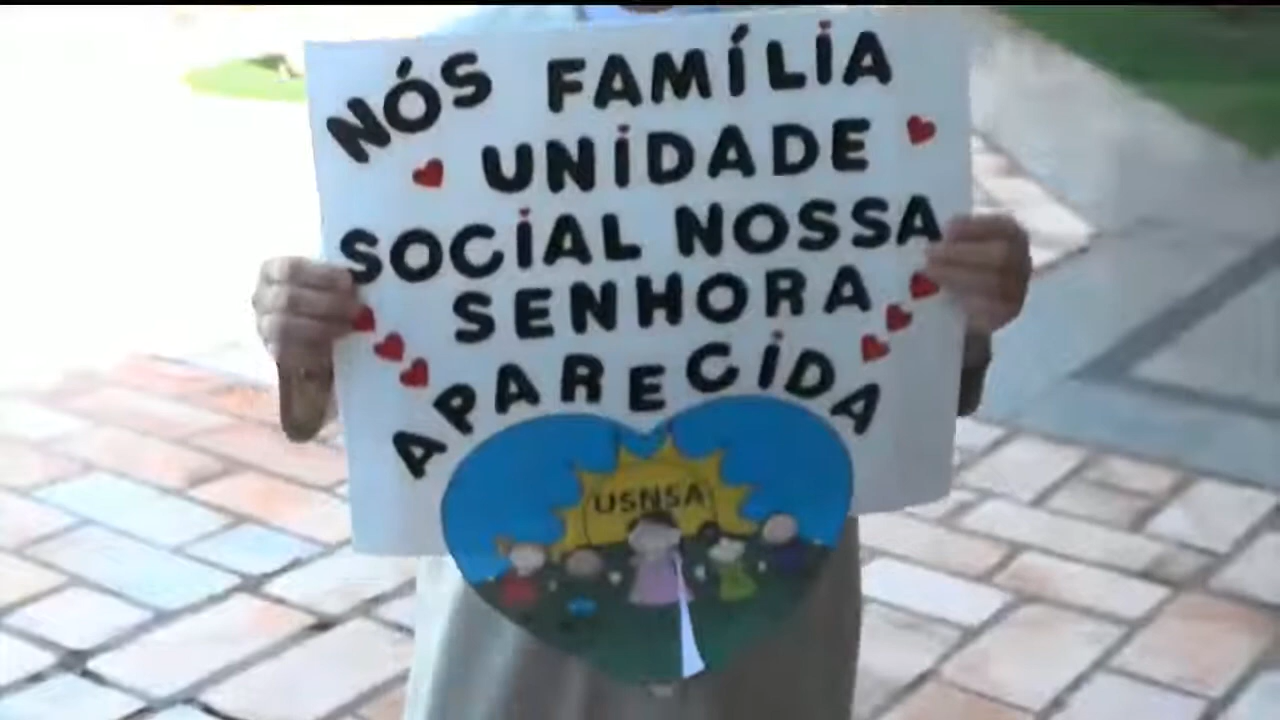 NÓS FAMÍLIA
UNIDADE
SOCIAL NOSSA
SENHORA
APARECIDA
USNSA